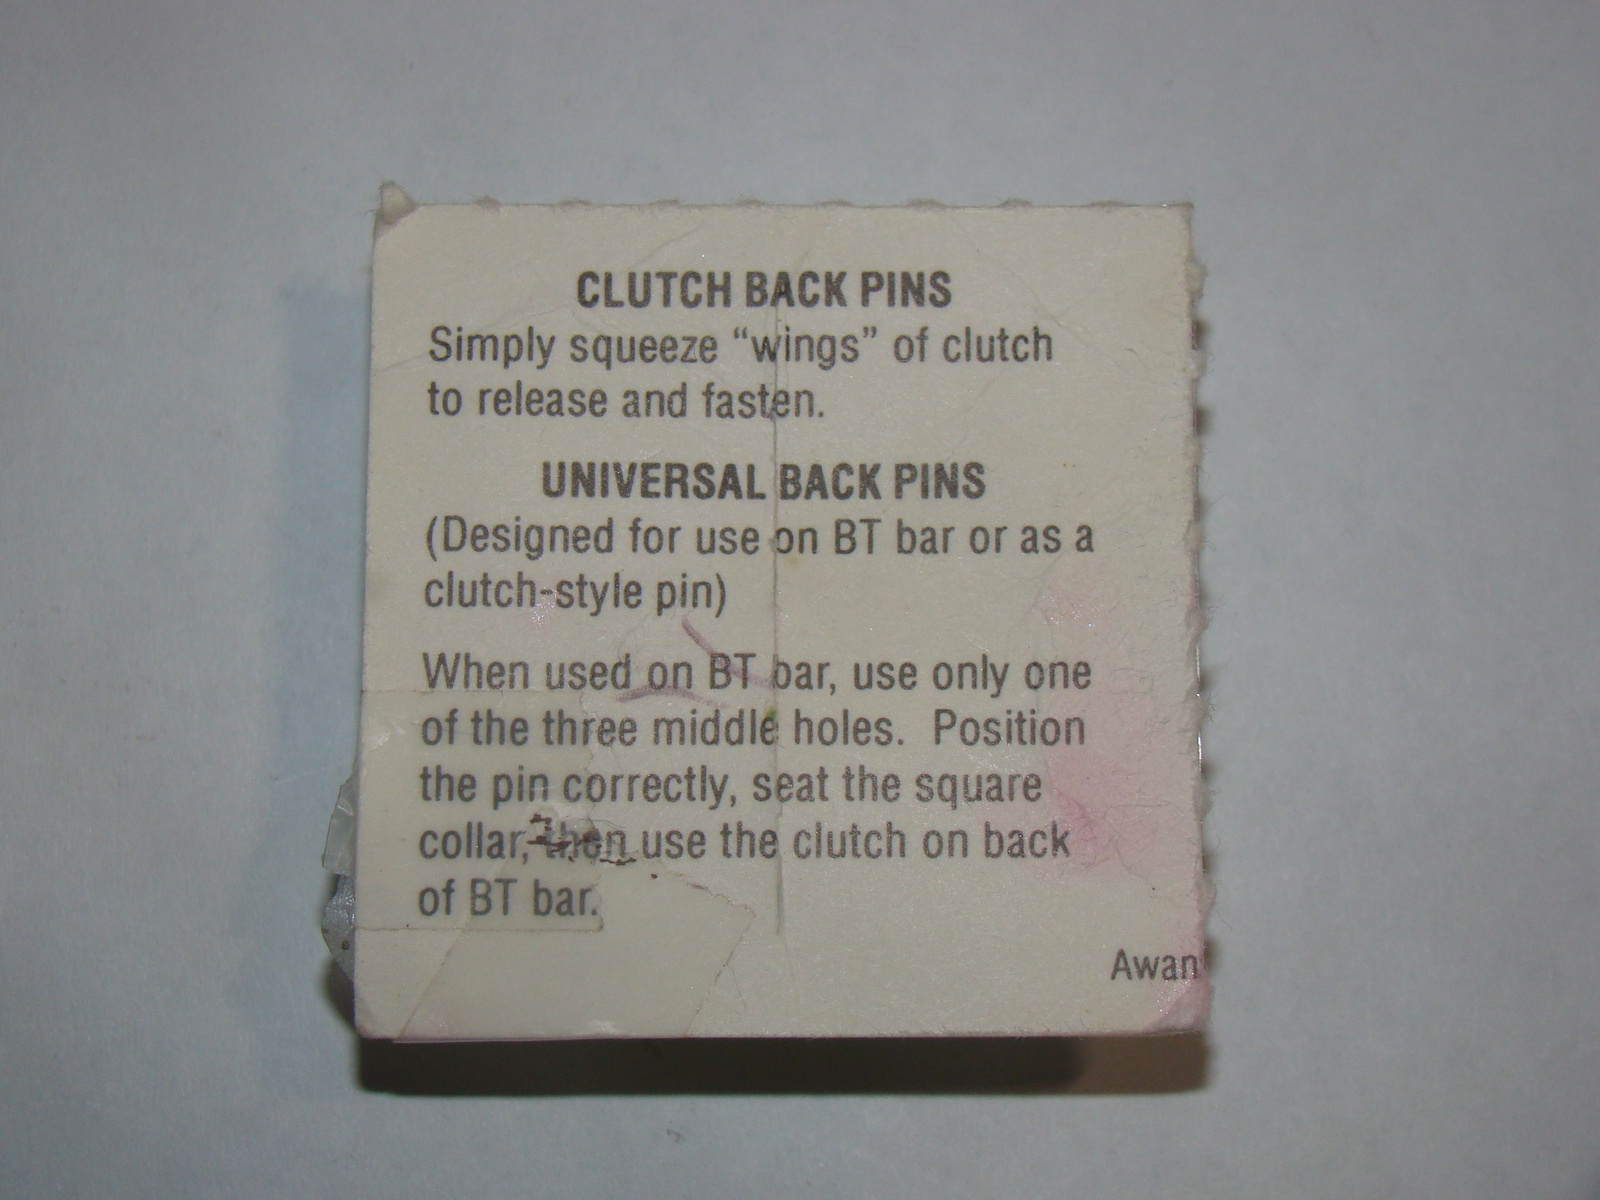 CLUTCH BACK PINS
Simply squeeze “wings” of clutch
to release and fasten.
UNIVERSAL BACK PINS
(Designed for use on BT bar or as a
clutch-style pin)
When used on BT bar, use only one
of the three middle holes.  Position
the pin correctly, seat the square
collar, then use the clutch on back
of BT bar.
Awan